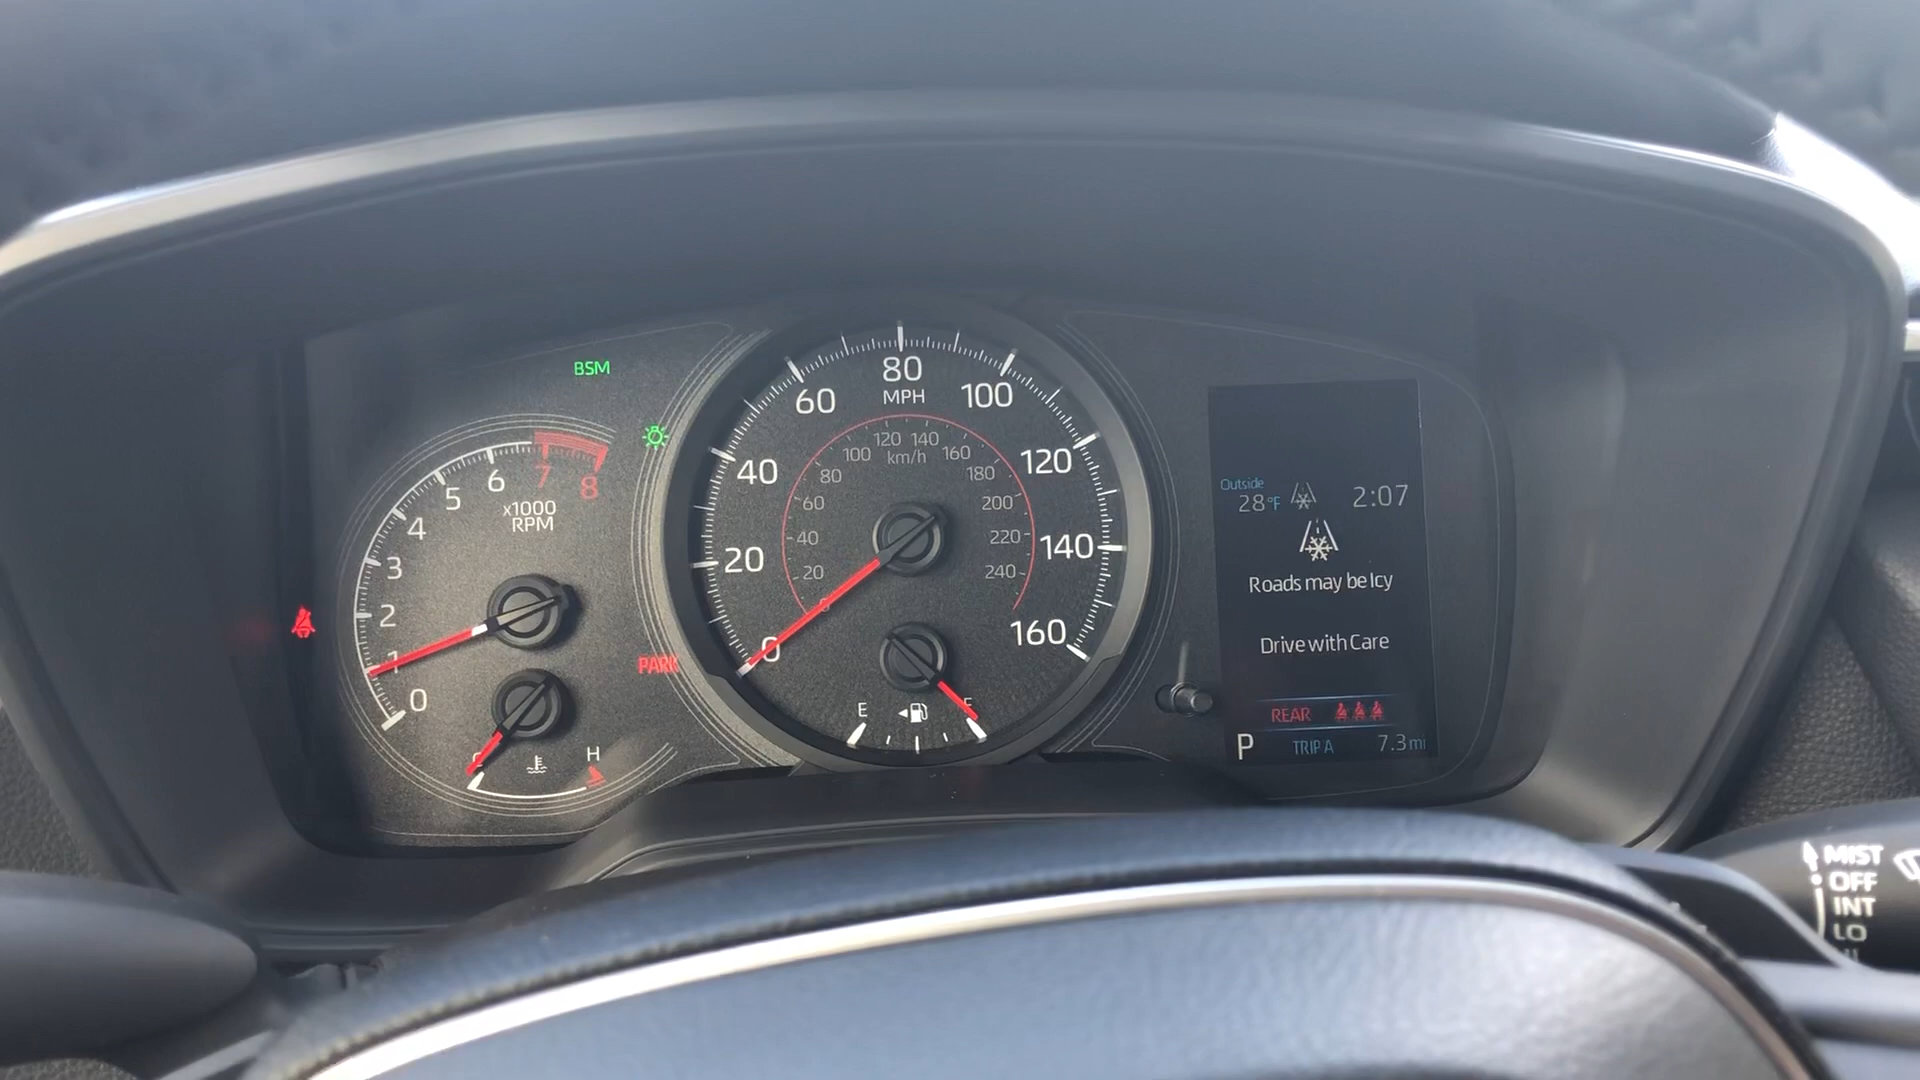 BSM
8
7
6
5
4
3
2
1
0
x1000
RPM
PARK
H
0
20
40
60
80
100
120
140
160
MPH
km/h
0
20
40
60
80
100
120
140
160
180
200
220
240
E
F
Outside
28°F
2:07
Roads may be Icy
Drive with Care
REAR
P
TRIP A
7.3 mi
MIST
OFF
INT
LO